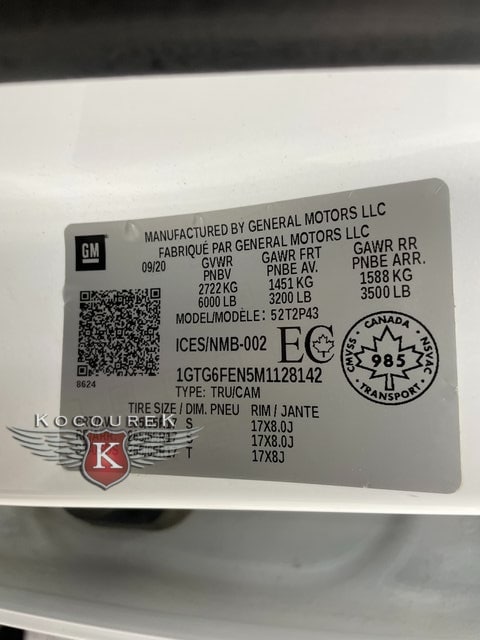 GM
MANUFACTURED BY GENERAL MOTORS LLC
FABRIQUÉ PAR GENERAL MOTORS LLC
09/20
GVWR GAWR FRT GAWR RR
PNBV PNBE AV. PNBE ARR.
2722 KG 1451 KG 1588 KG
6000 LB 3200 LB 3500 LB
MODEL/MODÈLE: 52T2P43
ICES/NMB-002 EC
CANADA
CMVSS 985 NSVAC
TRANSPORT
8624
1GTG6FEN5M1128142
TYPE: TRU/CAM
TIRE SIZE / DIM. PNEU RIM / JANTE
S 17X8.0J
17X8.0J
T 17X8J
KOCOUREK
K